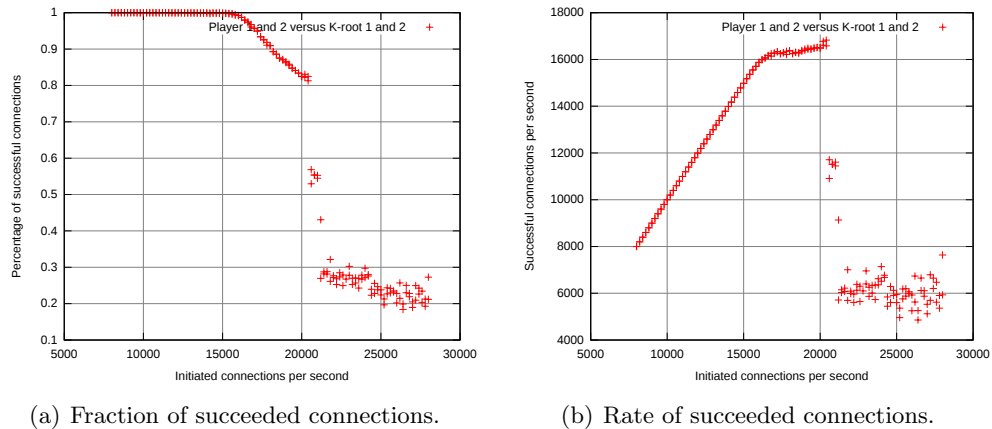 Percentage of successful connections
1
0.9
0.8
0.7
0.6
0.5
0.4
0.3
0.2
0.1
Player 1 and 2 versus K-root 1 and 2
5000 10000 15000 20000 25000 30000
Initiated connections per second
(a) Fraction of succeeded connections.
Successful connections per second
18000
16000
14000
12000
10000
8000
6000
4000
Player 1 and 2 versus K-root 1 and 2
5000 10000 15000 20000 25000 30000
Initiated connections per second
(b) Rate of succeeded connections.